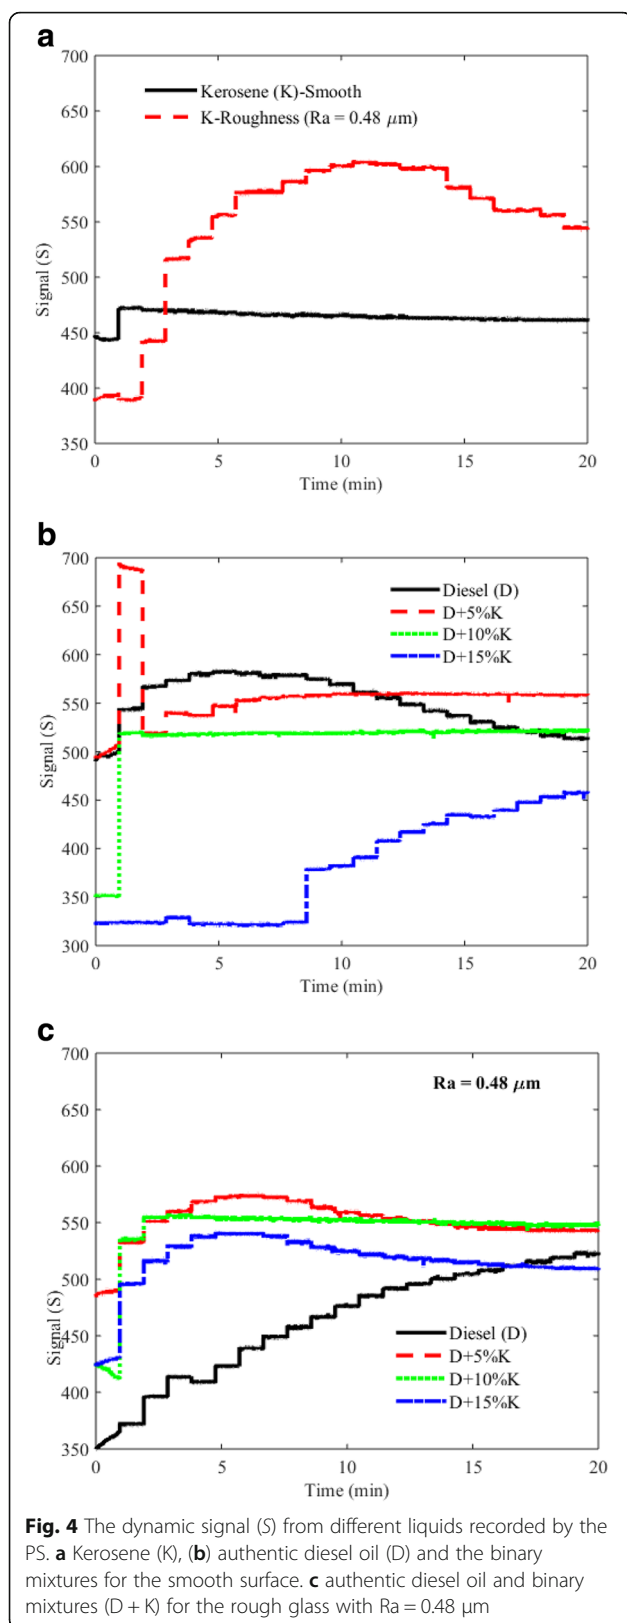 a
700
650
600
550
500
450
400
350
Signal (S)
Kerosene (K)-Smooth
K-Roughness (Ra = 0.48 μm)
0 5 10 15 20
Time (min)
b
700
650
600
550
500
450
400
350
300
Signal (S)
Diesel (D)
D+5%K
D+10%K
D+15%K
0 5 10 15 20
Time (min)
c
700
650
600
550
500
450
400
350
Signal (S)
Ra = 0.48 μm
Diesel (D)
D+5%K
D+10%K
D+15%K
0 5 10 15 20
Time (min)
Fig. 4 The dynamic signal (S) from different liquids recorded by the
PS. a Kerosene (K), (b) authentic diesel oil (D) and the binary
mixtures for the smooth surface. c authentic diesel oil and binary
mixtures (D + K) for the rough glass with Ra = 0.48 μm